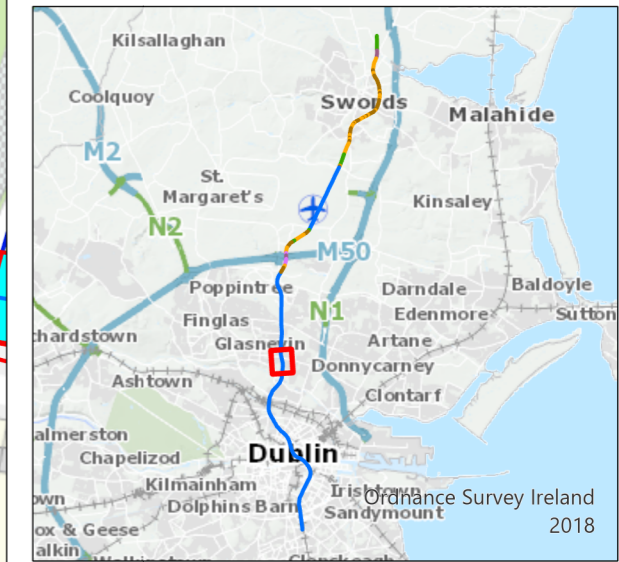 Kilsallaghan
Coolquoy
Swords
Malahide
M2
St.
Margaret's
Kinsaley
N2
M50
Poppintree
Darndale
Baldoyle
N1
Edenmore
Sutton
Finglas
chardstown
Glasnevin
Artane
Donnycarney
Ashtown
Clontarf
almerston
Dublin
Chapelizod
Kilmainham
Irishtown
Ordnance Survey Ireland
own
Dolphins Barn
Sandymount
2018
ox & Geese
alkin
Walkinstown
Clonskeagh